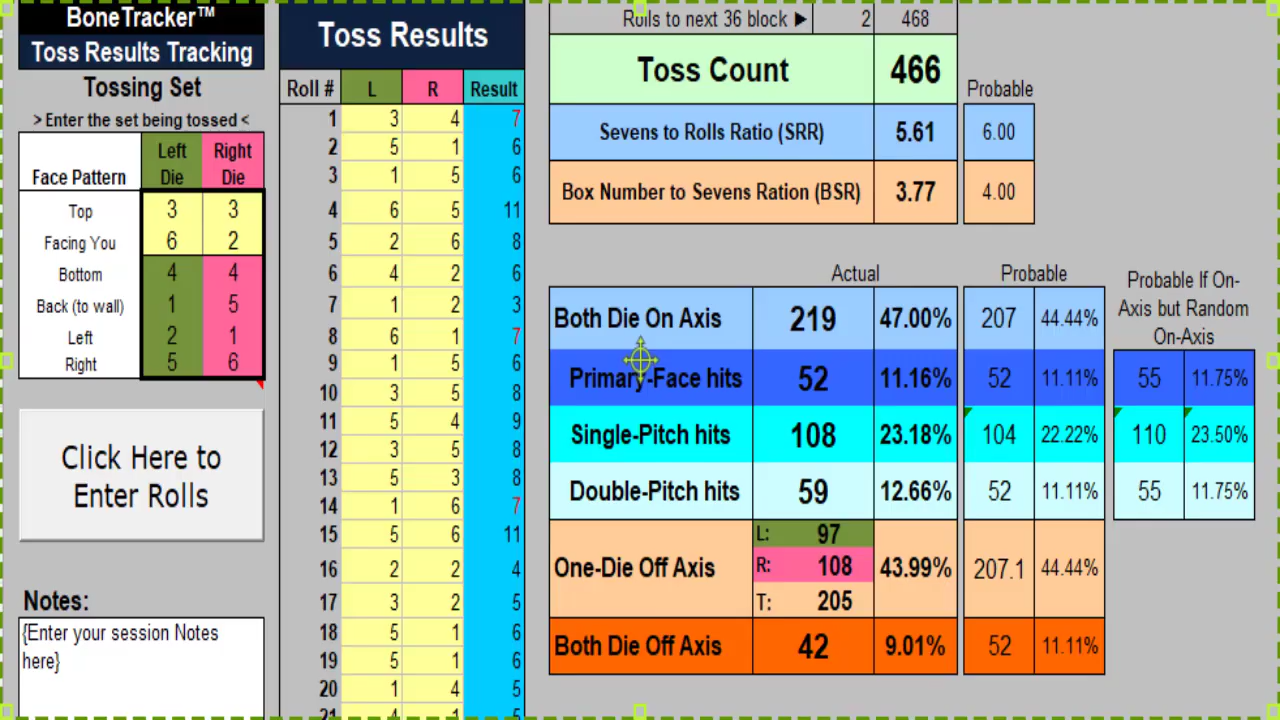 BoneTracker™
Toss Results Tracking
Tossing Set
> Enter the set being tossed <
Face Pattern Left Die Right Die
Top 3 3
Facing You 6 2
Bottom 4 4
Back (to wall) 1 5
Left 2 1
Right 5 6
Click Here to
Enter Rolls
Notes:
{Enter your session Notes
here}
Toss Results
Roll # L R Result
1 3 4 7
2 5 1 6
3 1 5 6
4 6 5 11
5 2 6 8
6 4 2 6
7 1 2 3
8 6 1 7
9 1 5 6
10 3 5 8
11 5 4 9
12 3 5 8
13 5 3 8
14 1 6 7
15 5 6 11
16 2 2 4
17 3 2 5
18 5 1 6
19 5 1 6
20 1 4 5
21 4 1 5
Rolls to next 36 block ► 2 468
Toss Count 466
Probable
Sevens to Rolls Ratio (SRR) 5.61 6.00
Box Number to Sevens Ration (BSR) 3.77 4.00
Actual Probable
Probable If On-
Axis but Random
On-Axis
Both Die On Axis 219 47.00% 207 44.44%
Primary-Face hits 52 11.16% 52 11.11% 55 11.75%
Single-Pitch hits 108 23.18% 104 22.22% 110 23.50%
Double-Pitch hits 59 12.66% 52 11.11% 55 11.75%
L: 97
One-Die Off Axis R: 108 43.99% 207.1 44.44%
T: 205
Both Die Off Axis 42 9.01% 52 11.11%